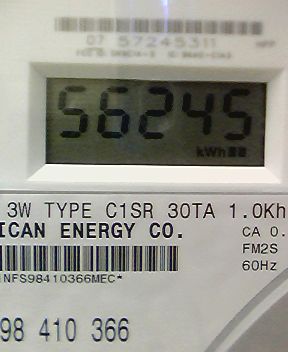 07 57245311
56245
kWh
3W TYPE C1SR 30TA 1.0Kh
ICAN ENERGY CO.
CA 0.
FM2S
60Hz
NFS98410366MEC*
98 410 366